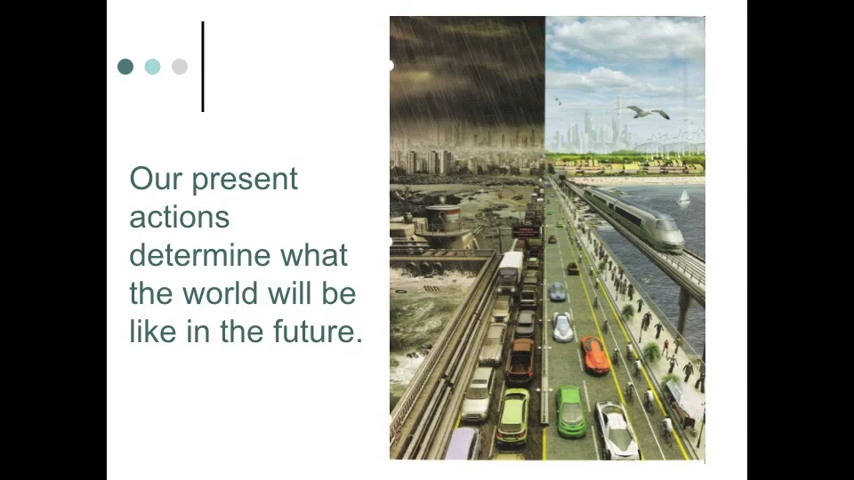 Our present
actions
determine what
the world will be
like in the future.